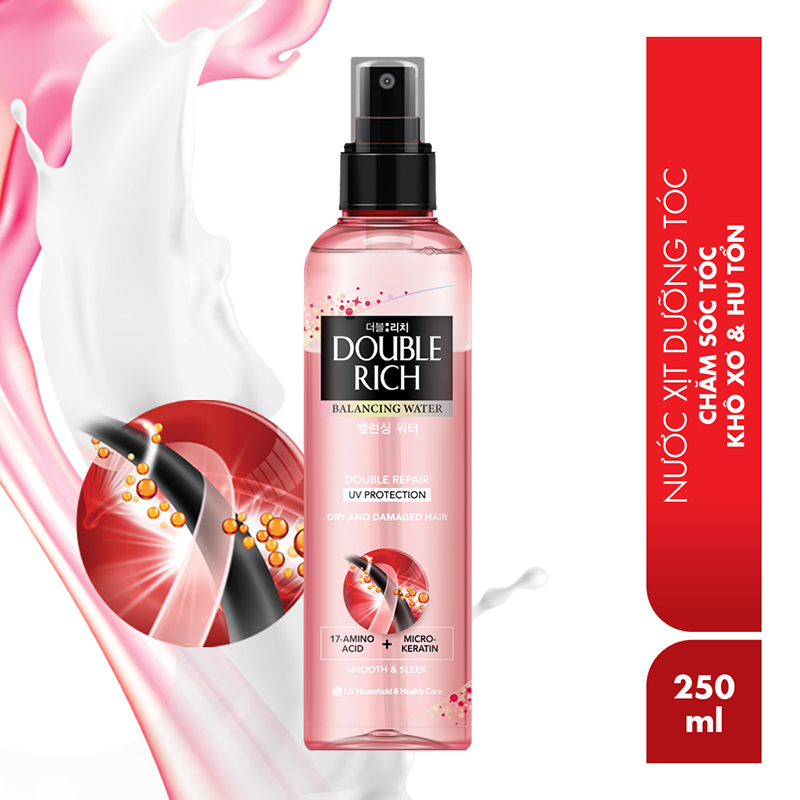 더블:리치
DOUBLE
RICH
BALANCING WATER
밸런싱 워터
DOUBLE REPAIR
UV PROTECTION
DRY AND DAMAGED HAIR
17-AMINO
ACID
+
MICRO-
KERATIN
SMOOTH & SLEEK
LG Household & Health Care
NƯỚC XỊT DƯỠNG TÓC
CHĂM SÓC TÓC
KHÔ XƠ & HƯ TỔN
250
ml